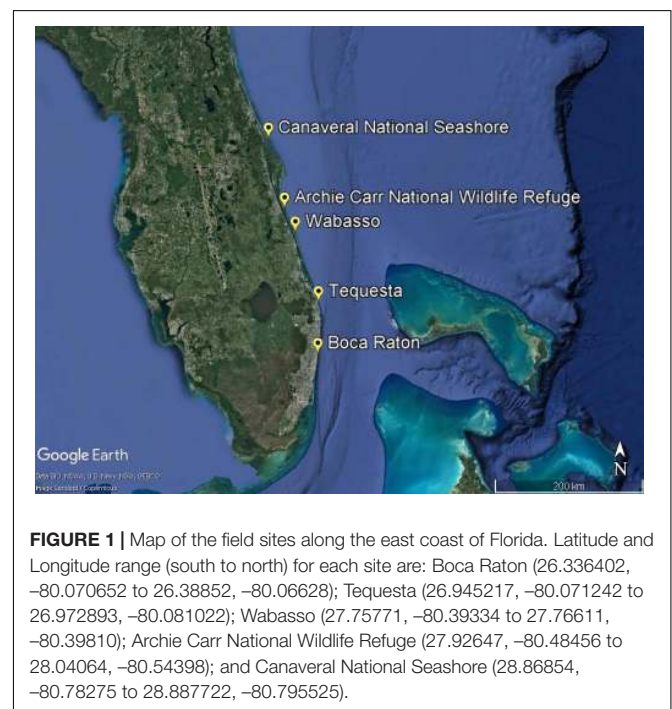 Canaveral National Seashore
Archie Carr National Wildlife Refuge
Wabasso
Tequesta
Boca Raton
Google Earth
N
200 km
FIGURE 1 | Map of the field sites along the east coast of Florida. Latitude and
Longitude range (south to north) for each site are: Boca Raton (26.336402,
–80.070652 to 26.38852, –80.06628); Tequesta (26.945217, –80.071242 to
26.972893, –80.081022); Wabasso (27.75771, –80.39334 to 27.76611,
–80.39810); Archie Carr National Wildlife Refuge (27.92647, –80.48456 to
28.04064, –80.54398); and Canaveral National Seashore (28.86854,
–80.78275 to 28.887722, –80.795525).